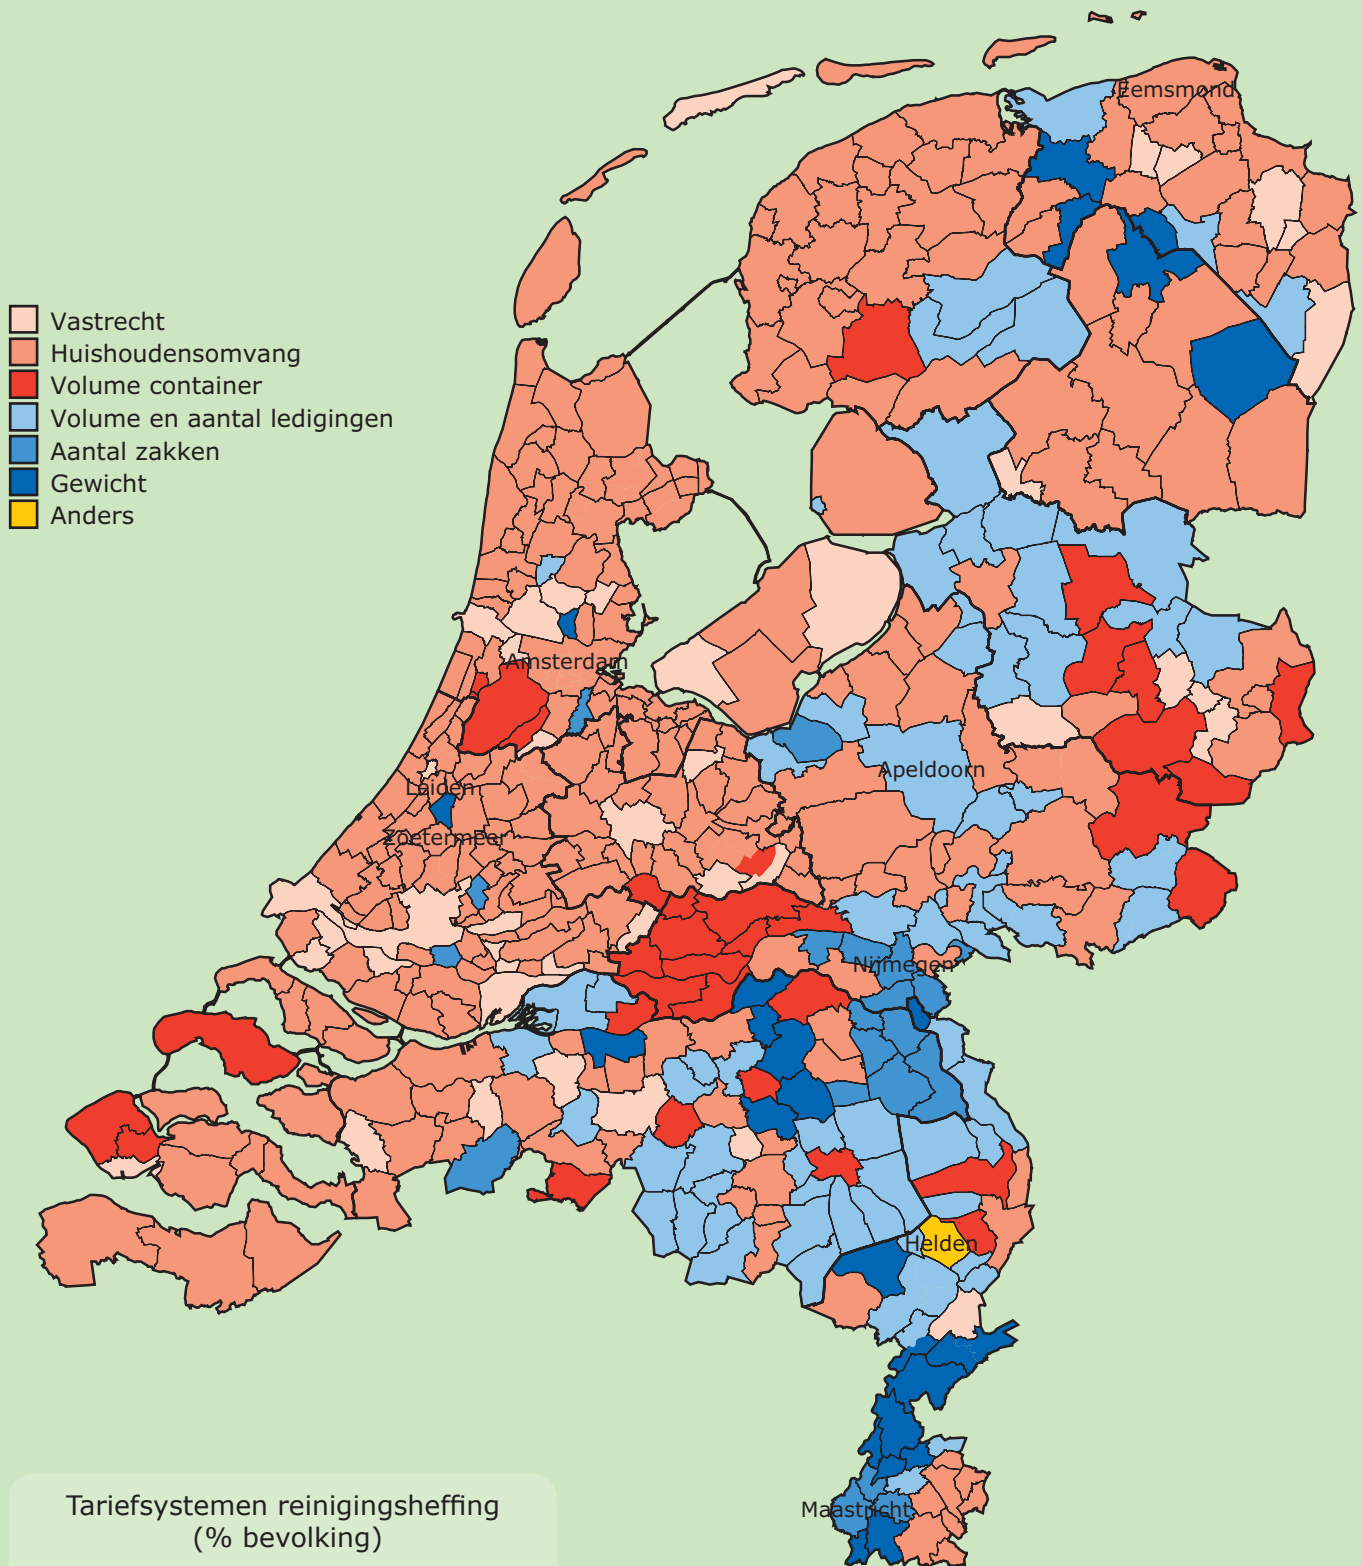 Eemsmond
Vastrecht
Huishoudensomvang
Volume container
Volume en aantal ledigingen
Aantal zakken
Gewicht
Anders
Amsterdam
Apeldoorn
Leiden
Zoetermeer
Nijmegen
Helden
Maastricht
Tariefsystemen reinigingsheffing
(% bevolking)